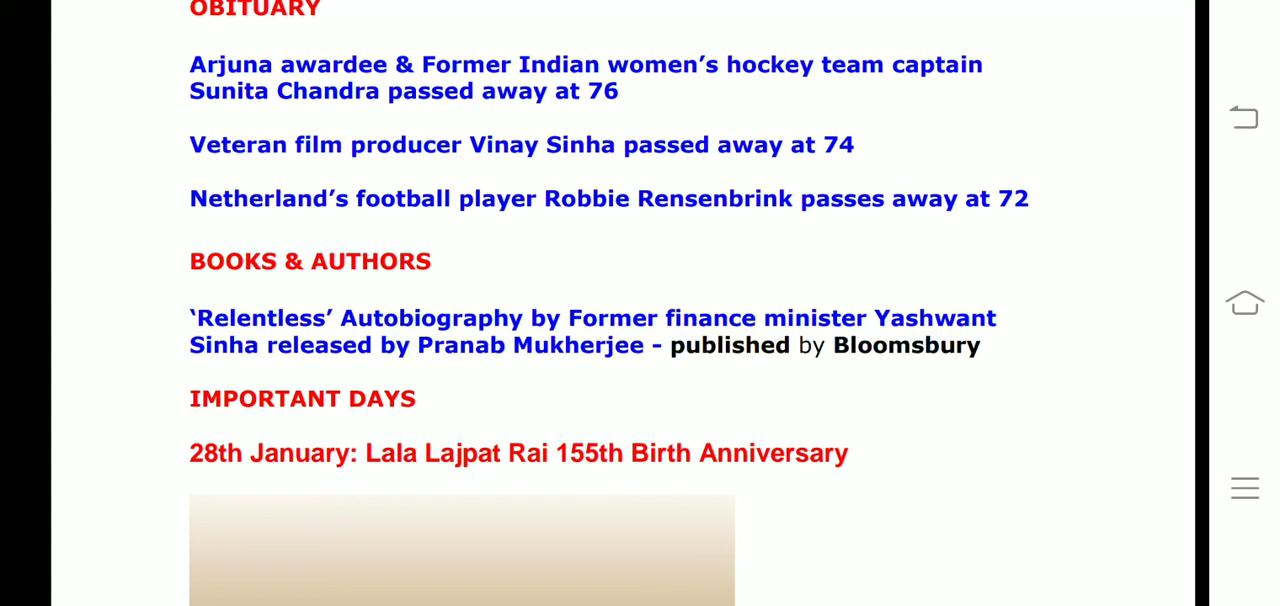 OBITUARY
Arjuna awardee & Former Indian women’s hockey team captain
Sunita Chandra passed away at 76
Veteran film producer Vinay Sinha passed away at 74
Netherland’s football player Robbie Rensenbrink passes away at 72
BOOKS & AUTHORS
‘Relentless’ Autobiography by Former finance minister Yashwant
Sinha released by Pranab Mukherjee - published by Bloomsbury
IMPORTANT DAYS
28th January: Lala Lajpat Rai 155th Birth Anniversary